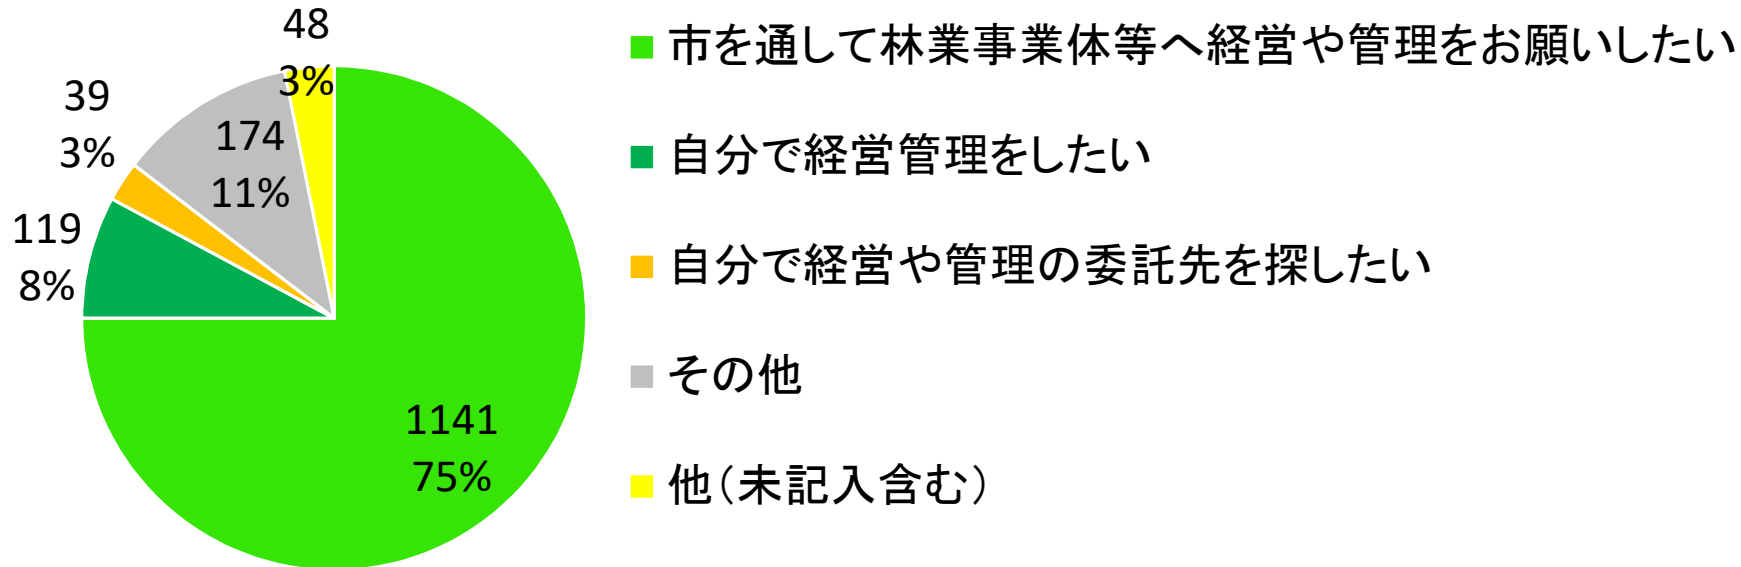 48
3%
39
3%
174
11%
119
8%
1141
75%
市を通して林業事業体等へ経営や管理をお願いしたい
自分で経営管理をしたい
自分で経営や管理の委託先を探したい
その他
他（未記入含む）